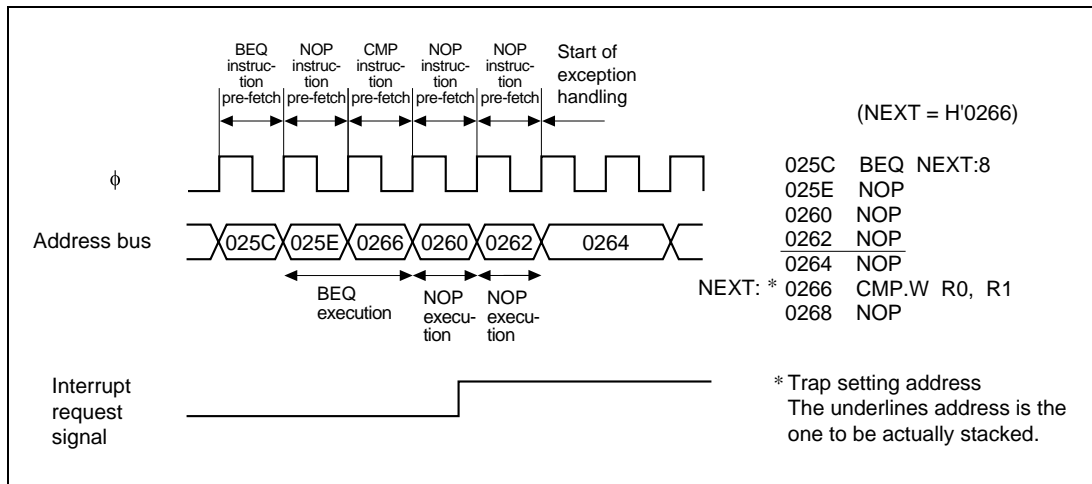 BEQ instruc-tion pre-fetch
NOP instruc-tion pre-fetch
CMP instruc-tion pre-fetch
NOP instruc-tion pre-fetch
NOP instruc-tion pre-fetch
Start of exception handling
(NEXT = H'0266)
φ
Address bus
025C 025E 0266 0260 0262 0264
BEQ execution
NOP execu-tion
NOP execu-tion
025C BEQ NEXT:8
025E NOP
0260 NOP
0262 NOP
0264 NOP
NEXT: * 0266 CMP.W R0, R1
0268 NOP
Interrupt request signal
* Trap setting address
The underlines address is the
one to be actually stacked.